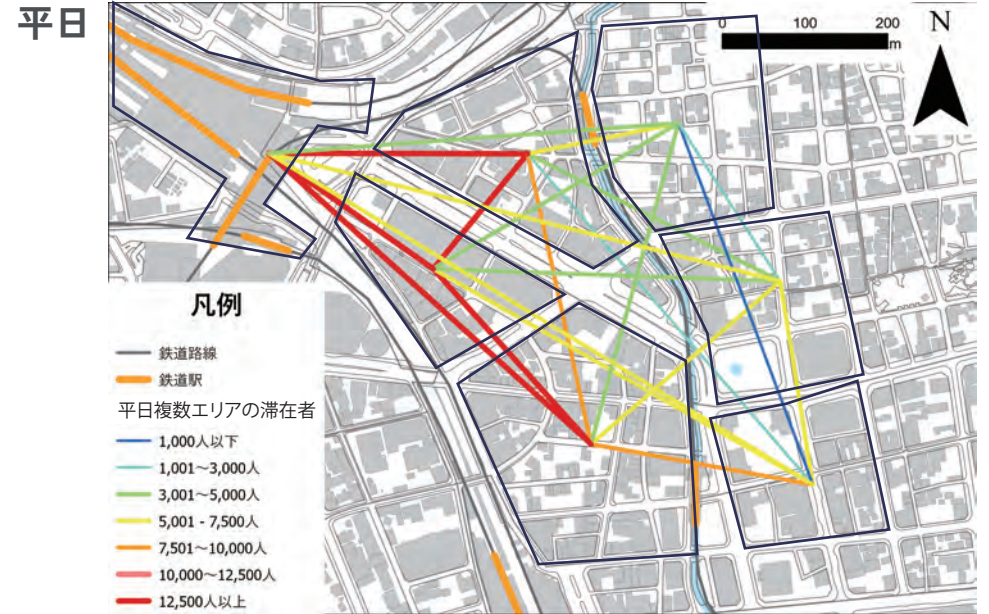 平日
0 100 200
m
N
凡例
鉄道路線
鉄道駅
平日複数エリアの滞在者
1,000人以下
1,001～3,000人
3,001～5,000人
5,001 - 7,500人
7,501～10,000人
10,000～12,500人
12,500人以上